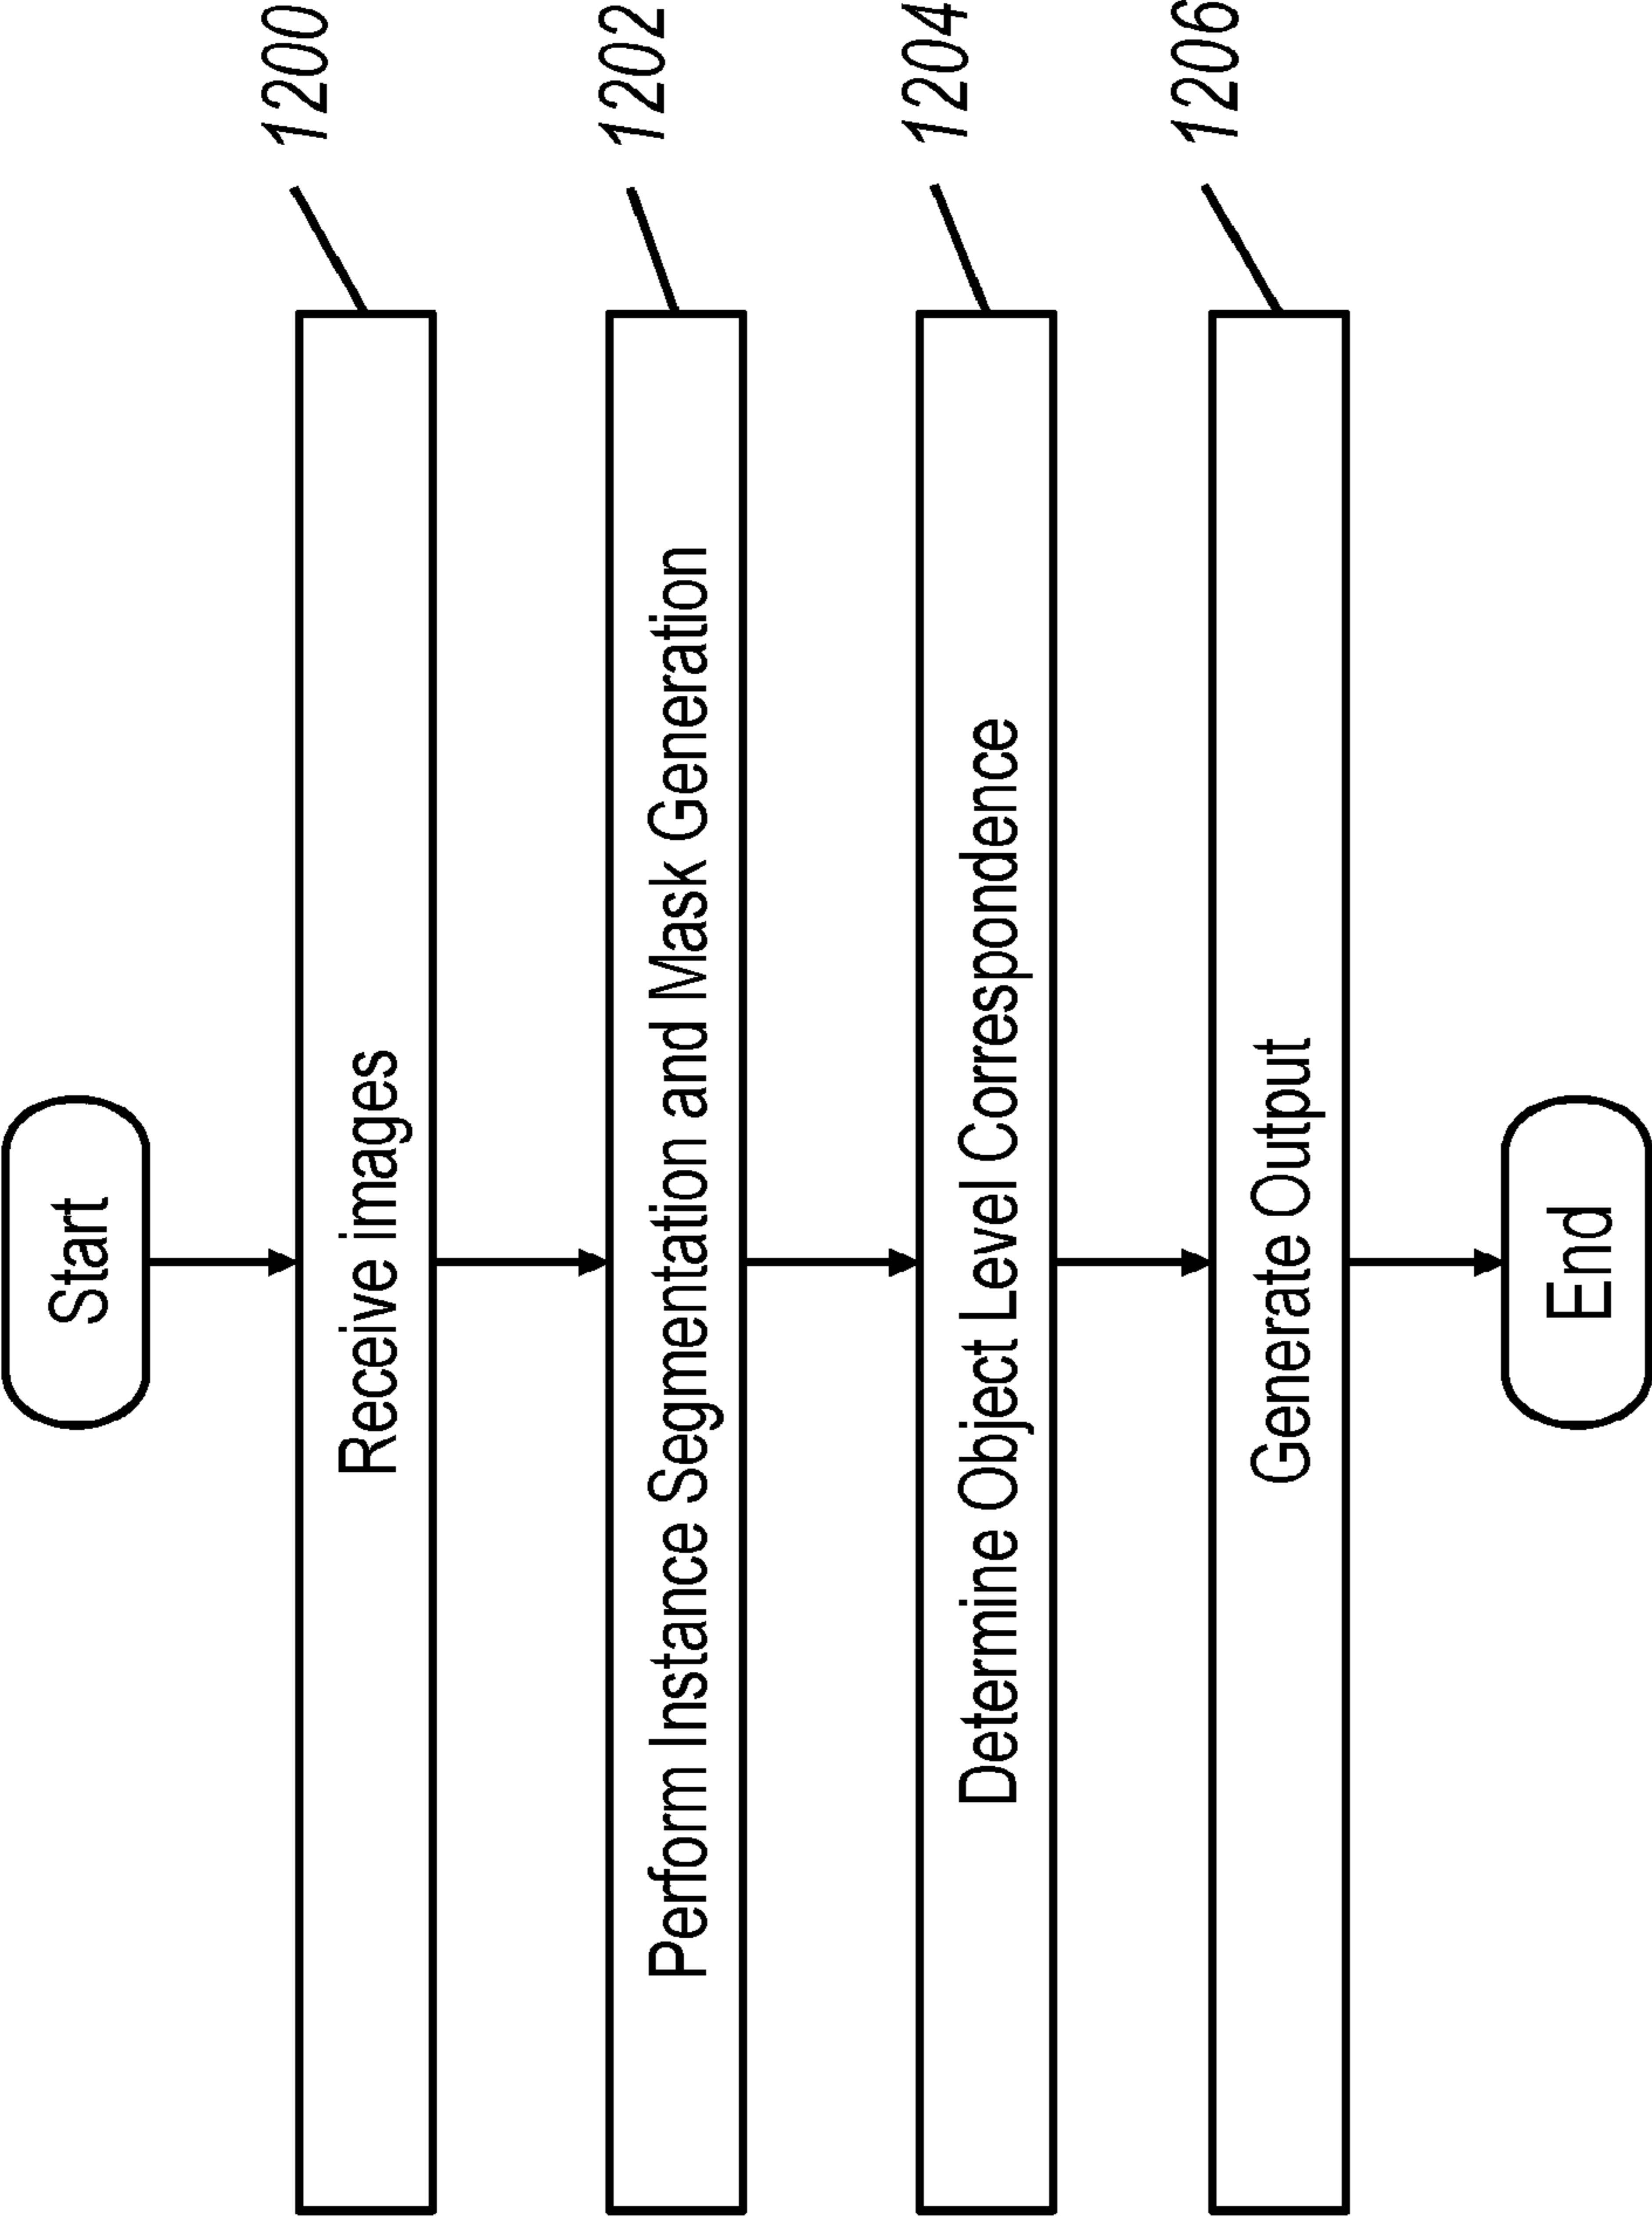 Start
Receive images
1200
Perform Instance Segmentation and Mask Generation
1202
Determine Object Level Correspondence
1204
Generate Output
1206
End